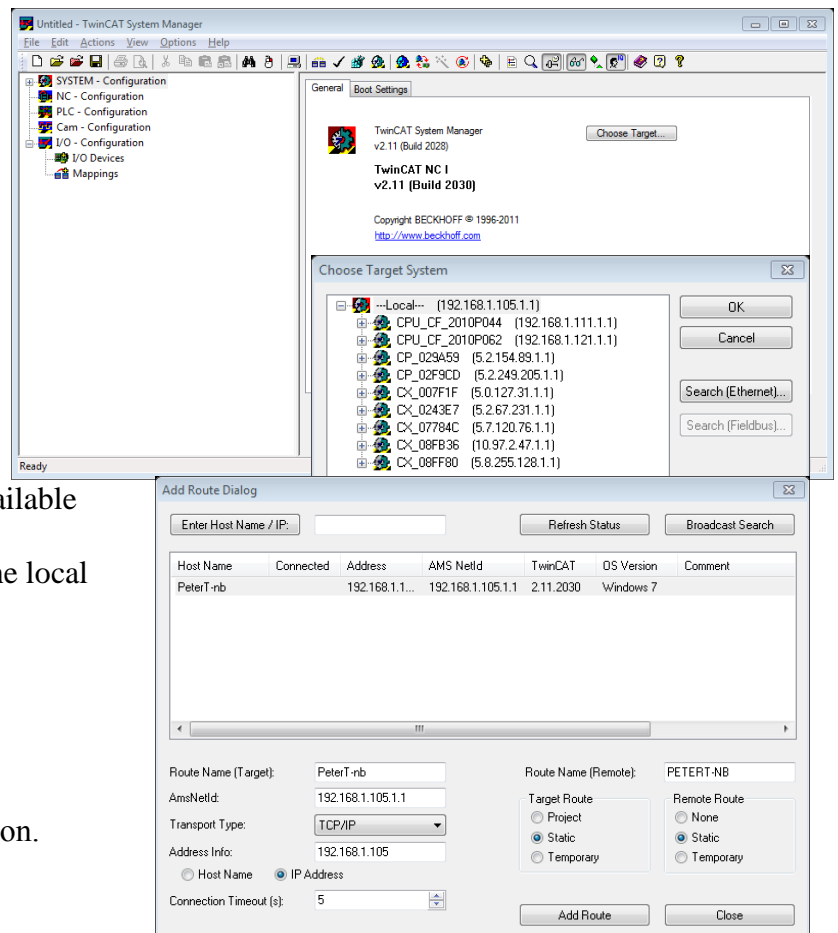 Untitled - TwinCAT System Manager
File Edit Actions View Options Help
SYSTEM - Configuration
NC - Configuration
PLC - Configuration
Cam - Configuration
I/O - Configuration
I/O Devices
Mappings
General Boot Settings
TwinCAT System Manager
v2.11 (Build 2028)
Choose Target...
TwinCAT NC I
v2.11 (Build 2030)
Copyright BECKHOFF © 1996-2011
http://www.beckhoff.com
Choose Target System
---Local--- (192.168.1.105.1.1)
CPU_CF_2010P044 (192.168.1.111.1.1)
CPU_CF_2010P062 (192.168.1.121.1.1)
CP_029A59 (5.2.154.89.1.1)
CP_02F9CD (5.2.249.205.1.1)
CX_007F1F (5.0.127.31.1.1)
CX_0243E7 (5.2.67.231.1.1)
CX_07784C (5.7.120.76.1.1)
CX_08FB36 (10.97.2.47.1.1)
CX_08FF80 (5.8.255.128.1.1)
OK
Cancel
Search (Ethernet)...
Search (Fieldbus)...
Ready
ailable
ne local
on.
Add Route Dialog
Enter Host Name / IP: Refresh Status Broadcast Search
Host Name Connected Address AMS NetId TwinCAT OS Version Comment
PeterT-nb 192.168.1.1... 192.168.1.105.1.1 2.11.2030 Windows 7
Route Name (Target): PeterT-nb Route Name (Remote): PETERT-NB
AmsNetId: 192.168.1.105.1.1
Transport Type: TCP/IP
Address Info: 192.168.1.105
Host Name IP Address
Connection Timeout (s): 5
Target Route
Project
Static
Temporary
Remote Route
None
Static
Temporary
Add Route Close